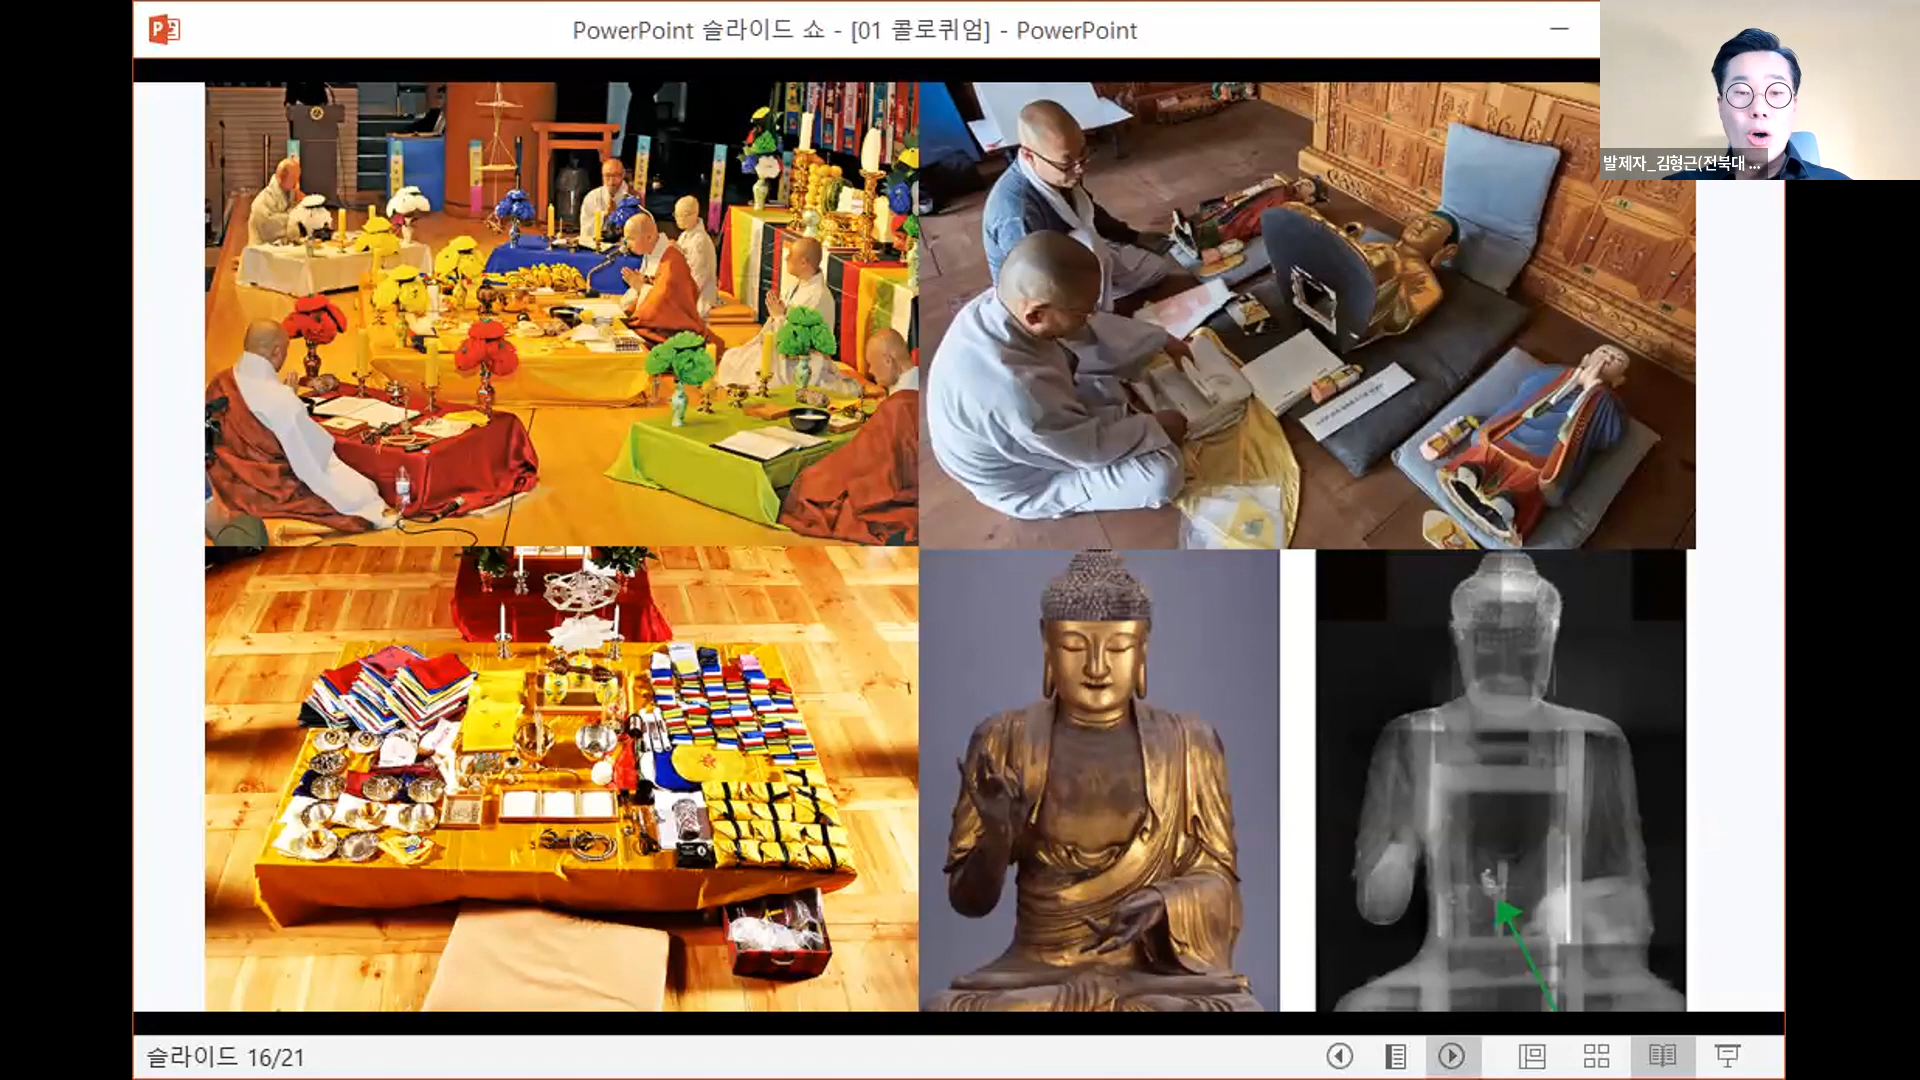 PowerPoint 슬라이드 쇼 - [01 콜로퀴엄] - PowerPoint
발제자_김형근(전북대 ...
슬라이드 16/21